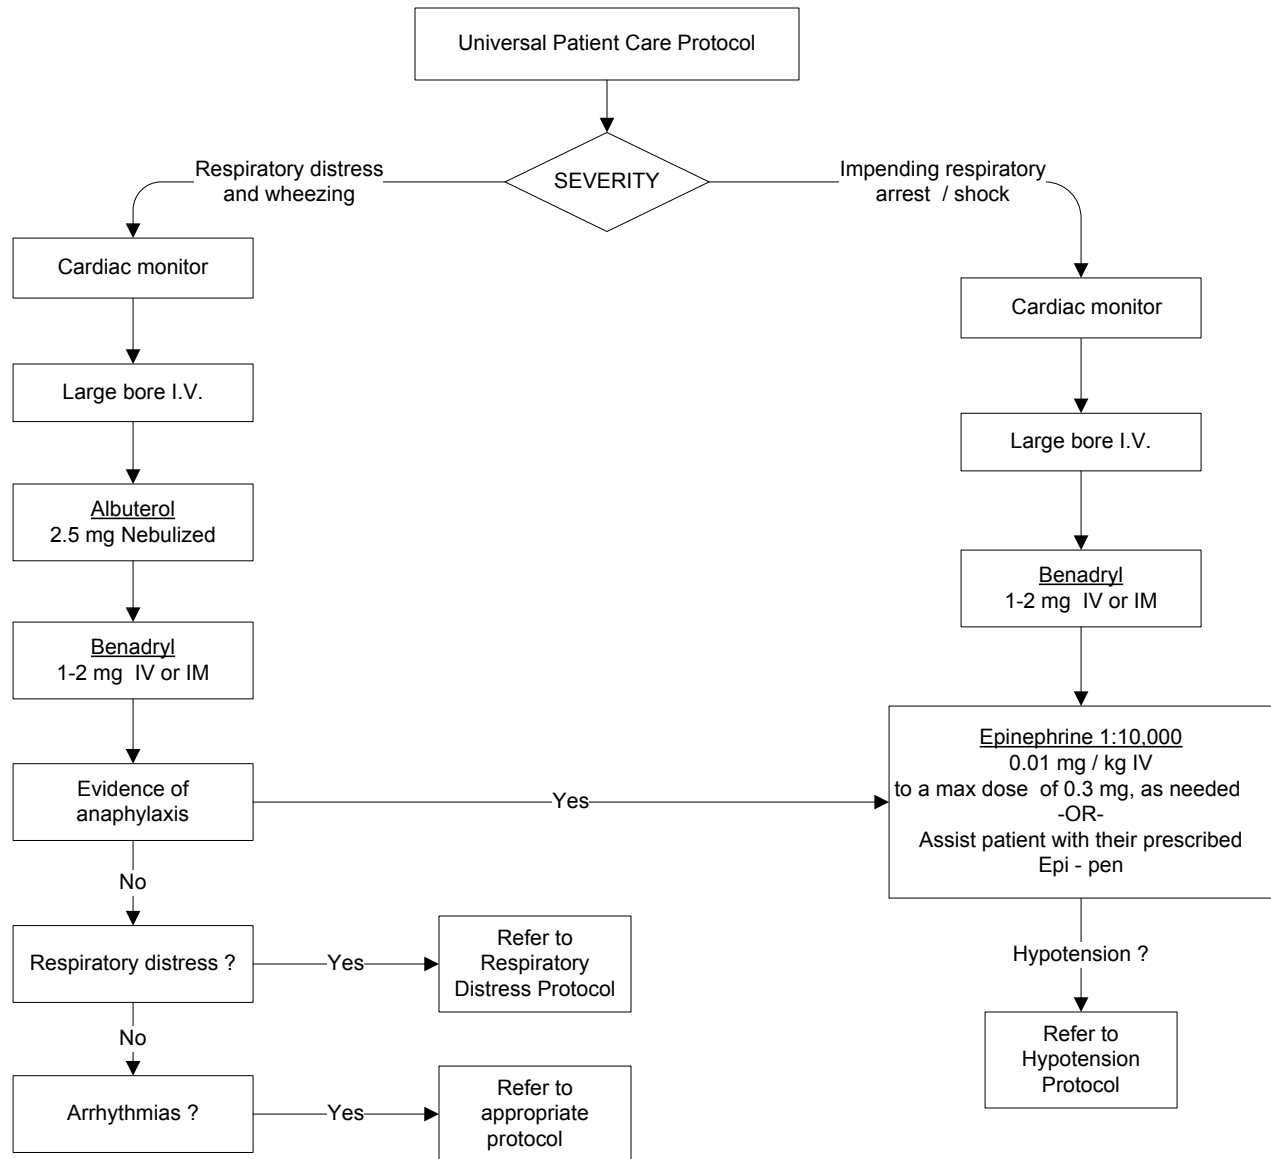 Universal Patient Care Protocol
SEVERITY
Respiratory distress
and wheezing
Impending respiratory
arrest / shock
Cardiac monitor
Large bore I.V.
Albuterol
2.5 mg Nebulized
Benadryl
1-2 mg IV or IM
Evidence of
anaphylaxis
Yes
No
Respiratory distress ?
Yes
Refer to
Respiratory
Distress Protocol
No
Arrhythmias ?
Yes
Refer to
appropriate
protocol
Cardiac monitor
Large bore I.V.
Benadryl
1-2 mg IV or IM
Epinephrine 1:10,000
0.01 mg / kg IV
to a max dose of 0.3 mg, as needed
-OR-
Assist patient with their prescribed
Epi - pen
Hypotension ?
Refer to
Hypotension
Protocol